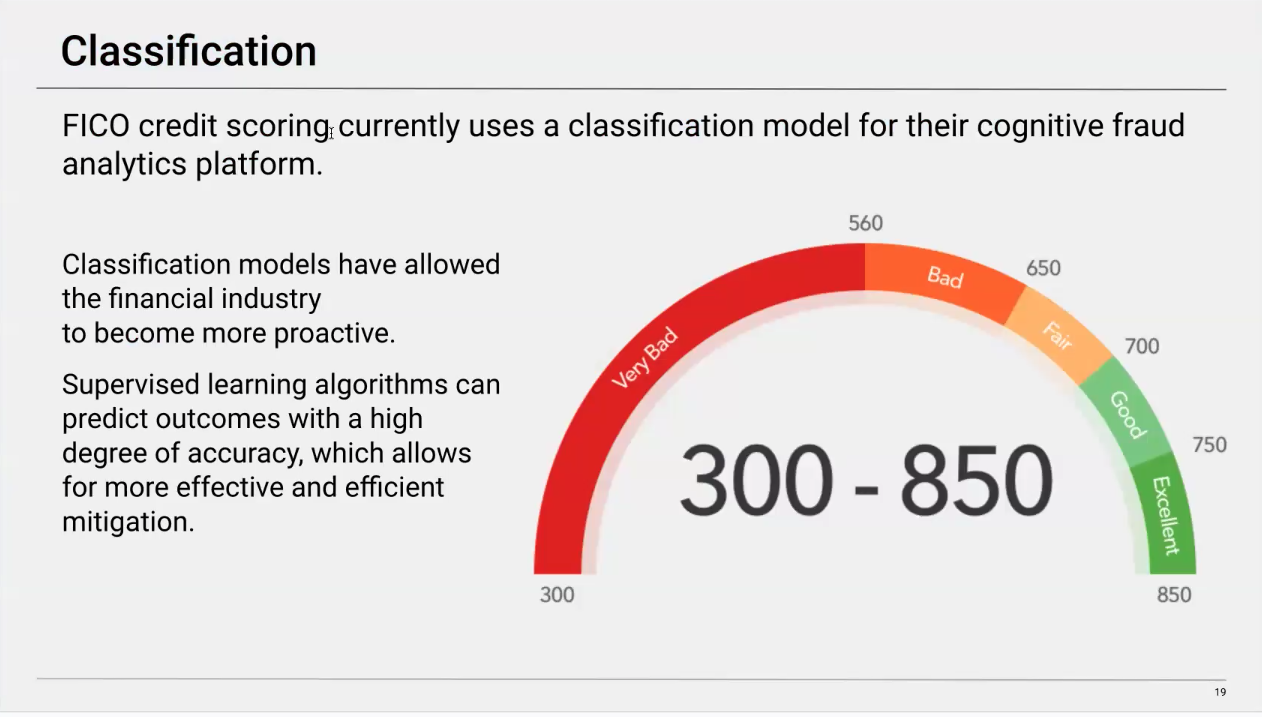 Classification
FICO credit scoring currently uses a classification model for their cognitive fraud
analytics platform.
Classification models have allowed
the financial industry
to become more proactive.
Supervised learning algorithms can
predict outcomes with a high
degree of accuracy, which allows
for more effective and efficient
mitigation.
560
650
700
750
Very Bad
Bad
Fair
Good
Excellent
300 - 850
300
850
19